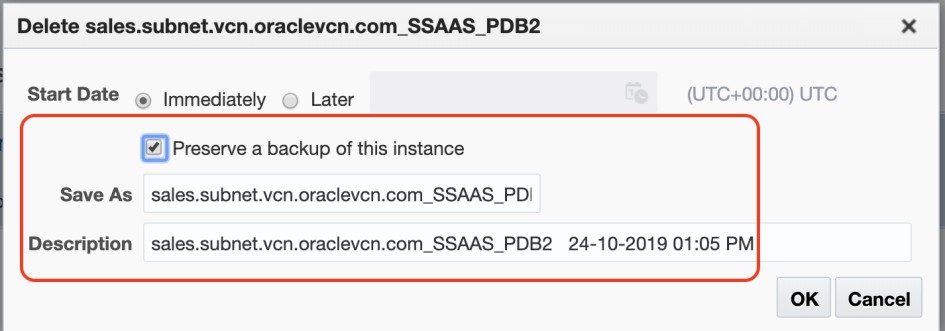 Delete sales.subnet.vcn.oraclevcn.com_SSAAS_PDB2
Start Date Immediately Later (UTC+00:00) UTC
Preserve a backup of this instance
Save As sales.subnet.vcn.oraclevcn.com_SSAAS_PD
Description sales.subnet.vcn.oraclevcn.com_SSAAS_PDB2 24-10-2019 01:05 PM
OK Cancel